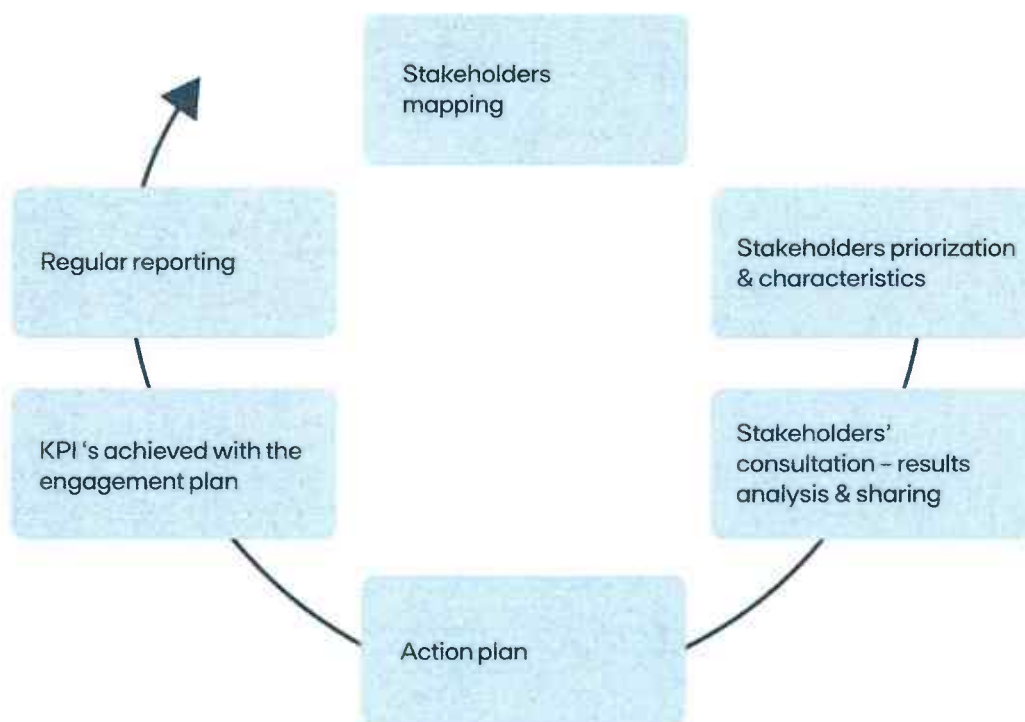 Stakeholders
mapping
Stakeholders priorization
& characteristics
Stakeholders’
consultation – results
analysis & sharing
Action plan
KPI ‘s achieved with the
engagement plan
Regular reporting